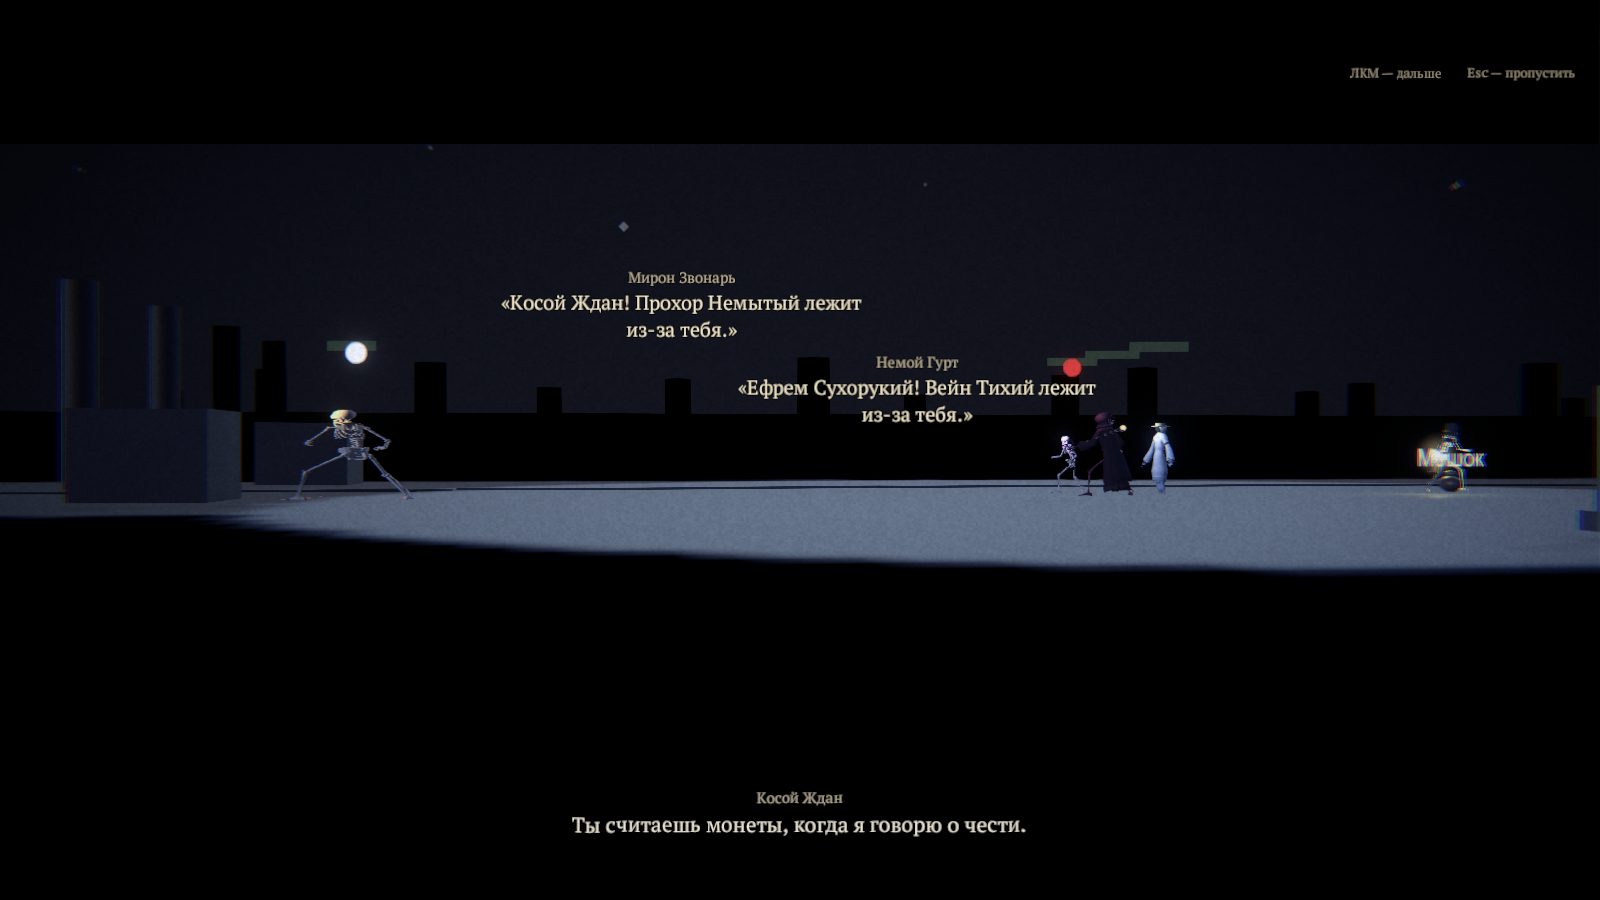 ЛКМ — дальше Esc — пропустить
Мирон Звонарь
«Косой Ждан! Прохор Немытый лежит
из-за тебя.»
Немой Гурт
«Ефрем Сухорукий! Вейн Тихий лежит
из-за тебя.»
Косой Ждан
Ты считаешь монеты, когда я говорю о чести.